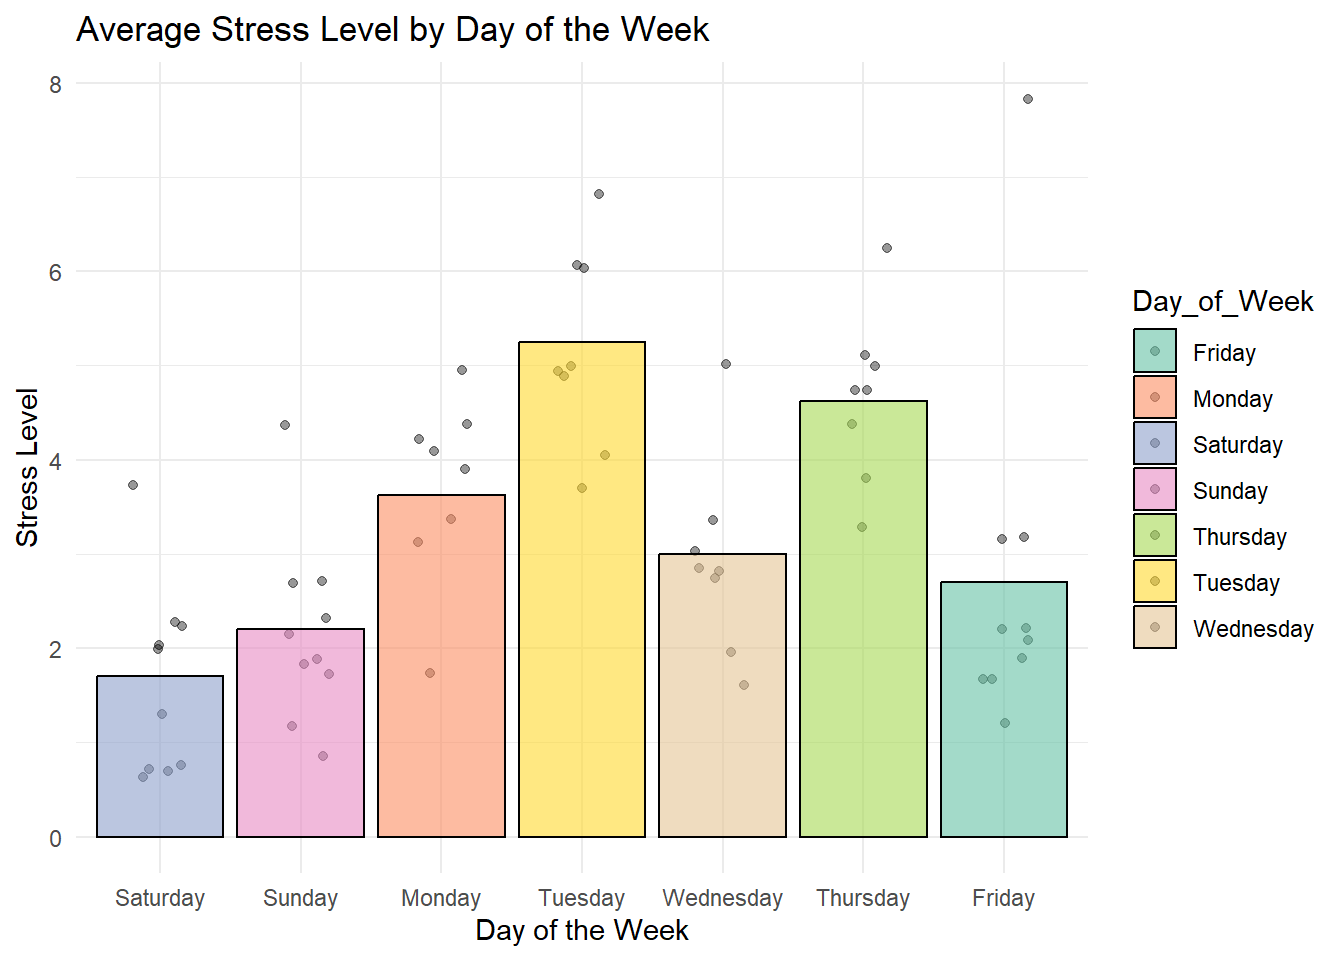 Average Stress Level by Day of the Week
8
6
4
2
0
Stress Level
Saturday
Sunday
Monday
Tuesday
Wednesday
Thursday
Friday
Day of the Week
Day_of_Week
Friday
Monday
Saturday
Sunday
Thursday
Tuesday
Wednesday